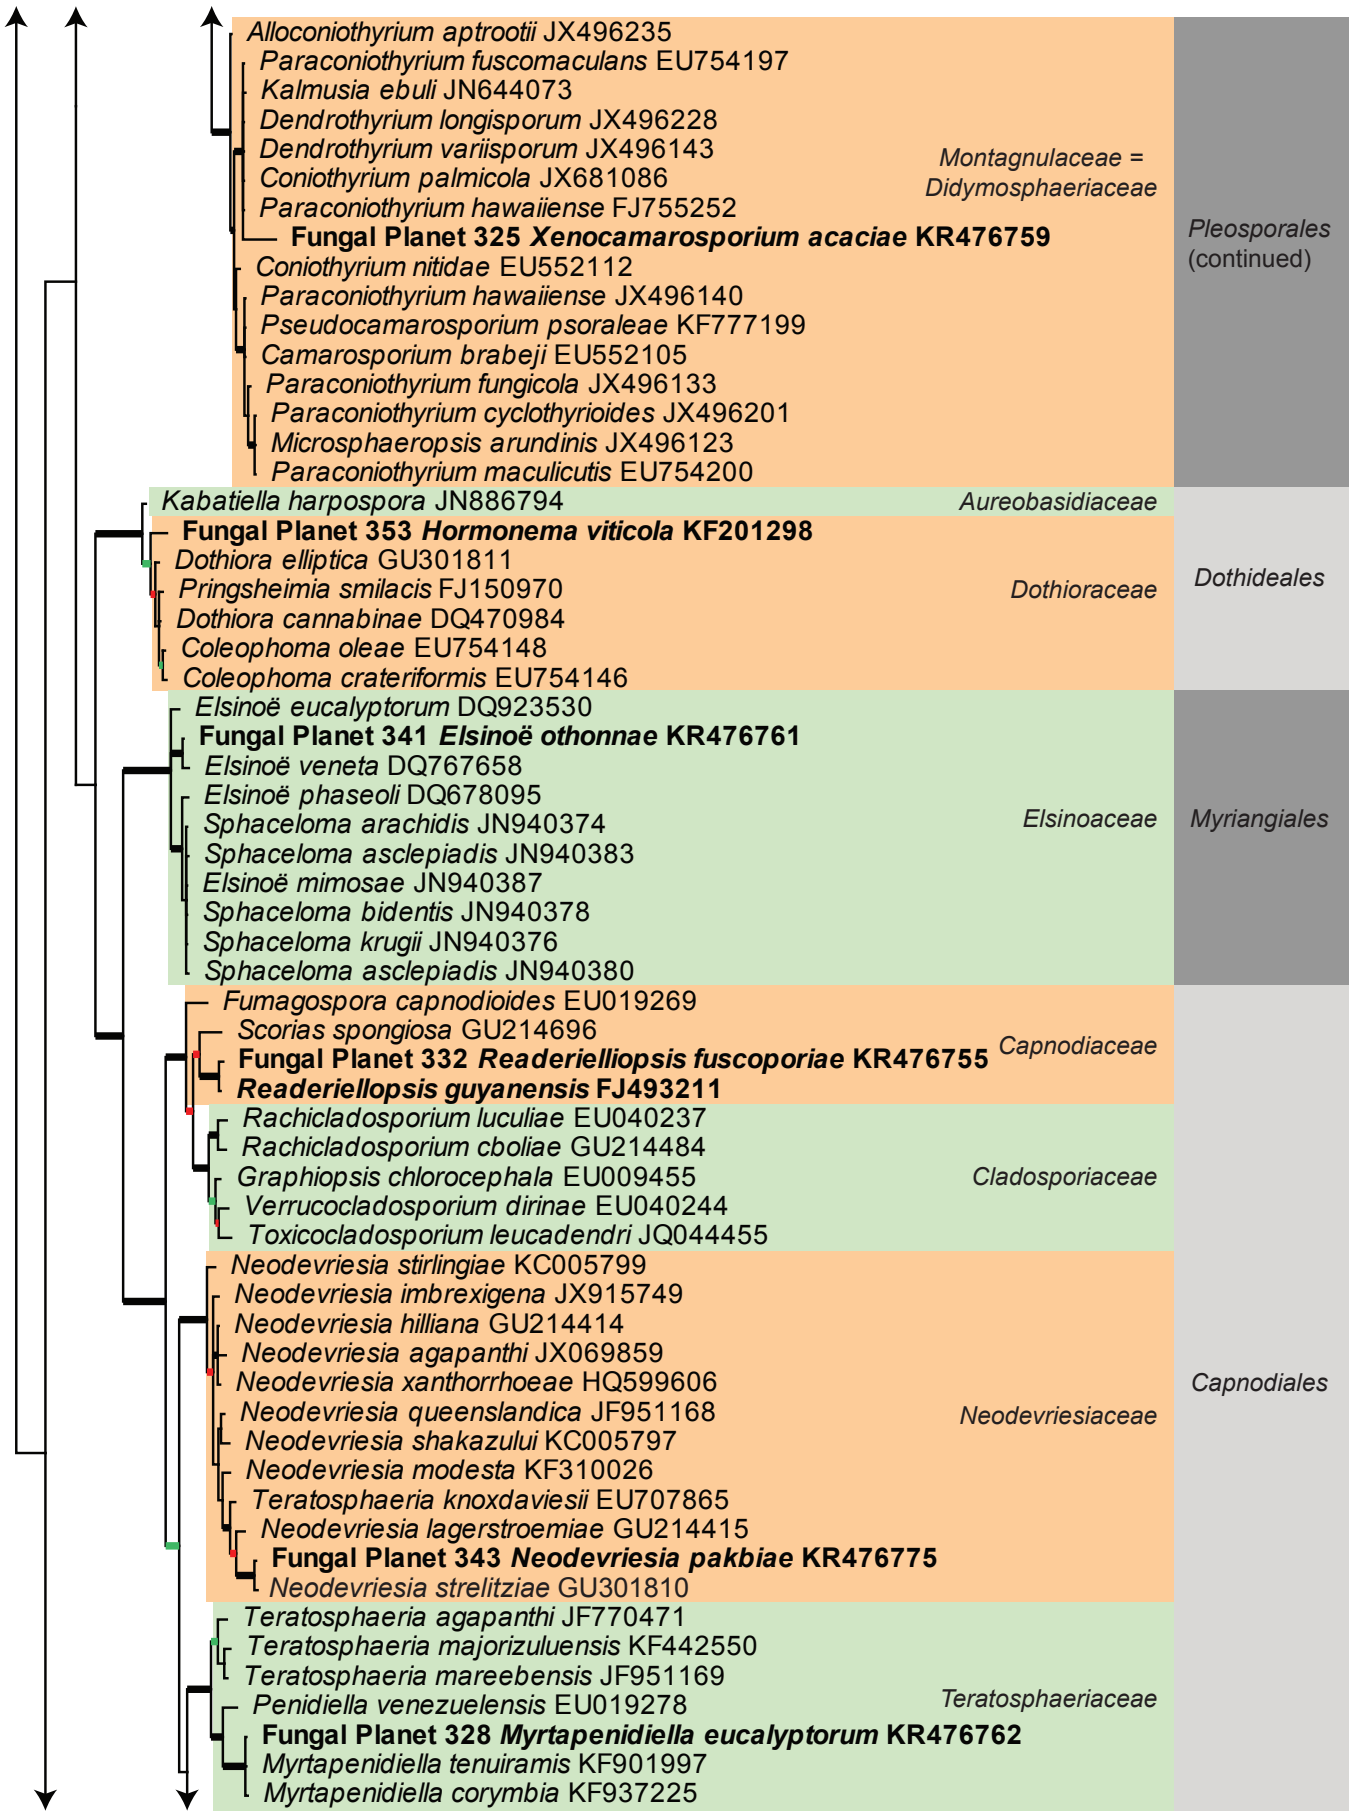 Alloconiothyrium aptrootii JX496235
Paraconiothyrium fuscomaculans EU754197
Kalmusia ebuli JN644073
Dendrothyrium longisporum JX496228
Dendrothyrium variisporum JX496143
Coniothyrium palmicola JX681086
Paraconiothyrium hawaiiense FJ755252
Fungal Planet 325 Xenocamarosporium acaciae KR476759
Coniothyrium nitidae EU552112
Paraconiothyrium hawaiiense JX496140
Pseudocamarosporium psoraleae KF777199
Camarosporium brabeji EU552105
Paraconiothyrium fungicola JX496133
Paraconiothyrium cyclothyrioides JX496201
Microsphaeropsis arundinis JX496123
Paraconiothyrium maculicutis EU754200
Montagnulaceae =
Didymosphaeriaceae
Pleosporales
(continued)
Kabatiella harpospora JN886794
Aureobasidiaceae
Fungal Planet 353 Hormonema viticola KF201298
Dothiora elliptica GU301811
Pringsheimia smilacis FJ150970
Dothiora cannabinae DQ470984
Coleophoma oleae EU754148
Coleophoma crateriformis EU754146
Dothioraceae
Dothideales
Elsinoë eucalyptorum DQ923530
Fungal Planet 341 Elsinoë othonnae KR476761
Elsinoë veneta DQ767658
Elsinoë phaseoli DQ678095
Sphaceloma arachidis JN940374
Sphaceloma asclepiadis JN940383
Elsinoë mimosae JN940387
Sphaceloma bidentis JN940378
Sphaceloma krugii JN940376
Sphaceloma asclepiadis JN940380
Elsinoaceae
Myriangiales
Fumagospora capnodioides EU019269
Scorias spongiosa GU214696
Fungal Planet 332 Readerielliopsis fuscoporiae KR476755
Readeriellopsis guyanensis FJ493211
Capnodiaceae
Rachicladosporium luculiae EU040237
Rachicladosporium cboliae GU214484
Graphiopsis chlorocephala EU009455
Verrucocladosporium dirinae EU040244
Toxicocladosporium leucadendri JQ044455
Cladosporiaceae
Neodevriesia stirlingiae KC005799
Neodevriesia imbrexigena JX915749
Neodevriesia hilliana GU214414
Neodevriesia agapanthi JX069859
Neodevriesia xanthorrhoeae HQ599606
Neodevriesia queenslandica JF951168
Neodevriesia shakazului KC005797
Neodevriesia modesta KF310026
Teratosphaeria knoxdaviesii EU707865
Neodevriesia lagerstroemiae GU214415
Fungal Planet 343 Neodevriesia pakbiae KR476775
Neodevriesia strelitziae GU301810
Neodevriesiaceae
Capnodiales
Teratosphaeria agapanthi JF770471
Teratosphaeria majorizuluensis KF442550
Teratosphaeria mareebensis JF951169
Penidiella venezuelensis EU019278
Fungal Planet 328 Myrtapenidiella eucalyptorum KR476762
Myrtapenidiella tenuiramis KF901997
Myrtapenidiella corymbia KF937225
Teratosphaeriaceae